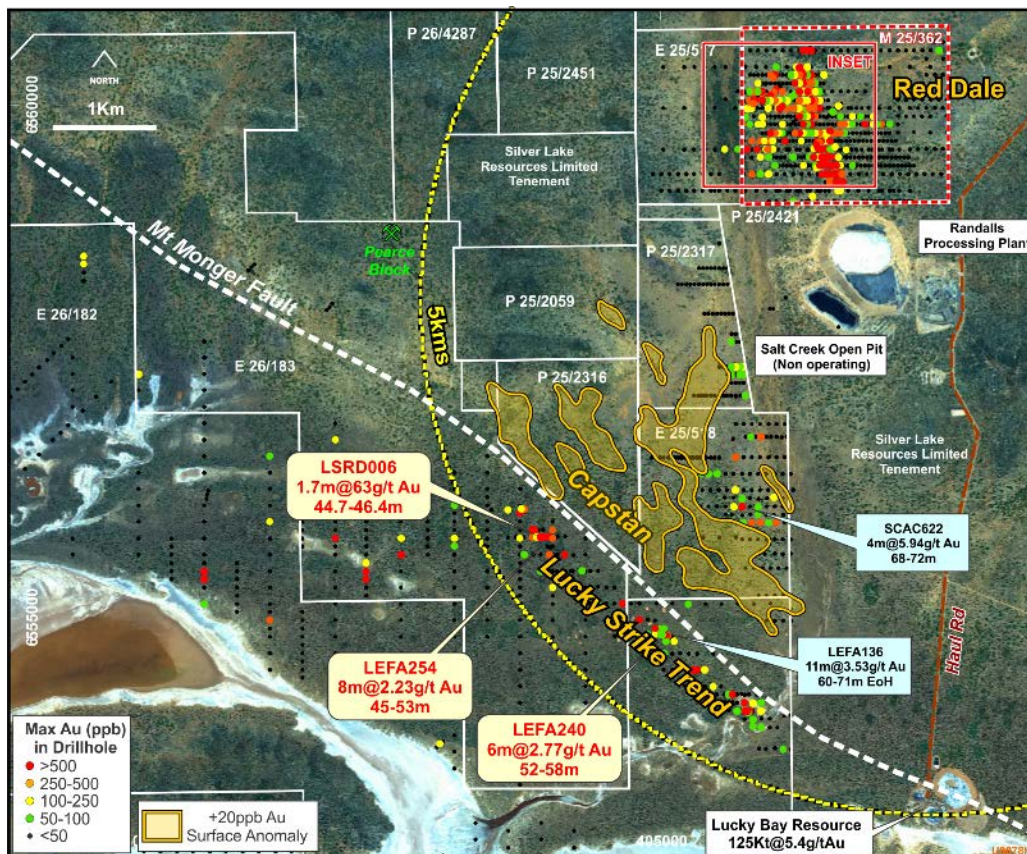 P 26/4287
M 25/362
NORTH
1Km
6560000
P 25/2451
INSET
Red Dale
Silver Lake
Resources Limited
Tenement
P 25/2421
Randalls
Processing Plant
Mt Monger Fault
Pearce
Block
P 25/2317
P 25/2059
5kms
E 26/182
E 26/183
Salt Creek Open Pit
(Non operating)
P 25/2316
E 25/518
LSRD006
1.7m@63g/t Au
44.7-46.4m
Capstan
Silver Lake
Resources Limited
Tenement
SCAC622
4m@5.94g/t Au
68-72m
6555000
Lucky Strike Trend
Haul Rd
LEFA136
11m@3.53g/t Au
60-71m EoH
LEFA254
8m@2.23g/t Au
45-53m
LEFA240
6m@2.77g/t Au
52-58m
Max Au (ppb)
in Drillhole
>500
250-500
100-250
50-100
<50
+20ppb Au
Surface Anomaly
405000
Lucky Bay Resource
125Kt@5.4g/tAu